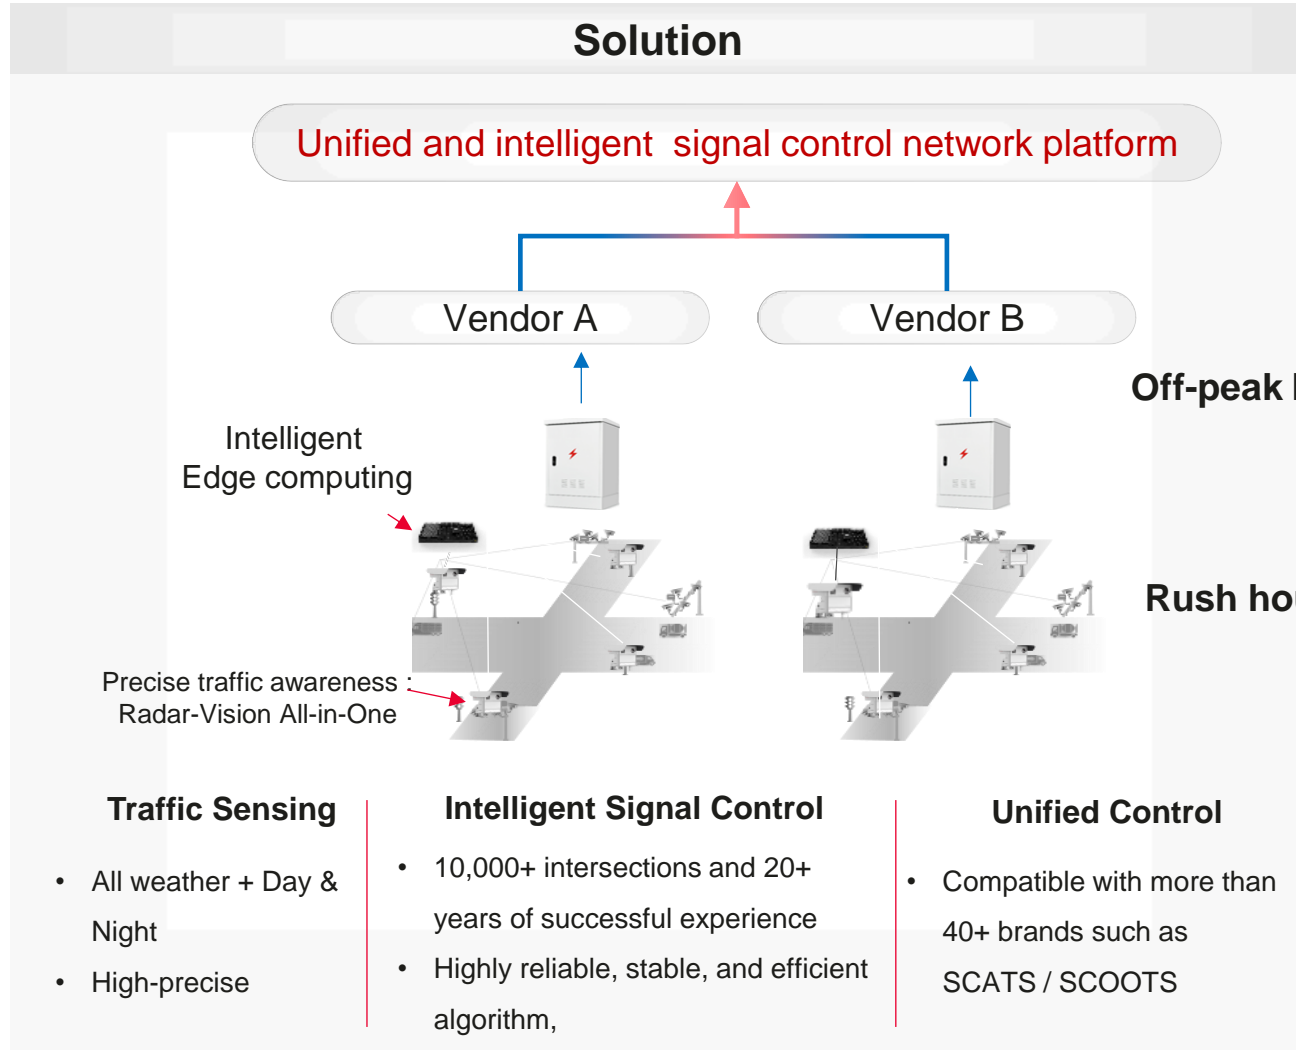 Solution
Unified and intelligent signal control network platform
Vendor A
Vendor B
Off-peak
Intelligent
Edge computing
Rush
Precise traffic awareness :
Radar-Vision All-in-One
Traffic Sensing
• All weather + Day &
Night
• High-precise
Intelligent Signal Control
• 10,000+ intersections and 20+
years of successful experience
• Highly reliable, stable, and efficient
algorithm,
Unified Control
• Compatible with more than
40+ brands such as
SCATS / SCOOTS